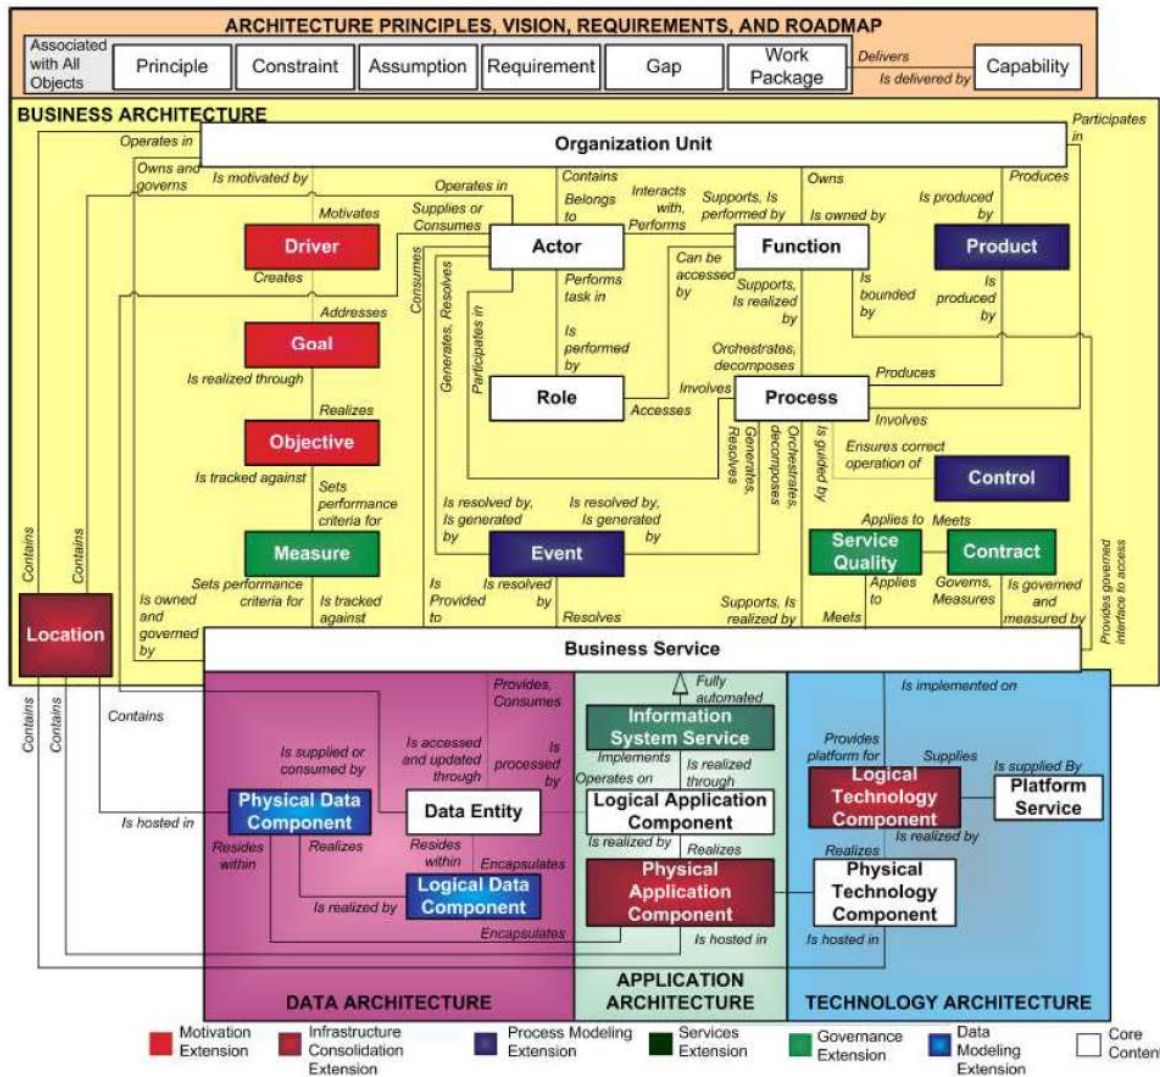 ARCHITECTURE PRINCIPLES, VISION, REQUIREMENTS, AND ROADMAP
Associated
with All
Objects
Principle
Constraint
Assumption
Requirement
Gap
Work
Package
Delivers
Is delivered by
Capability
BUSINESS ARCHITECTURE
Participates
in
Operates in
Organization Unit
Owns and
governs
Is motivated by
Operates in
Contains
Owns
Produces
Belongs
to
Interacts
with,
Performs
Supports, Is
performed by
Is owned by
Is produced
by
Motivates
Supplies or
Consumes
Driver
Actor
Function
Product
Creates
Consumes
Generates, Resolves
Participates in
Performs
task in
Can be
accessed
by
Supports,
Is realized
by
Is
bounded
by
Is
produced
by
Addresses
Goal
Is realized through
Is
performed
by
Orchestrates,
decomposes
Produces
Realizes
Role
Involves
Process
Accesses
Involves
Objective
Is tracked against
Generates,
Resolves
Orchestrates,
decomposes
Is guided by
Ensures correct
operation of
Control
Sets
performance
criteria for
Is resolved by,
Is generated
by
Is resolved by,
Is generated
by
Applies to
Meets
Measure
Event
Service
Quality
Contract
Sets performance
criteria for
Is tracked
against
Is
Provided
to
Is resolved
by
Resolves
Supports, Is
realized by
Applies
to
Meets
Governs,
Measures
Is governed
and
measured by
Provides governed
interface to access
Contains
Contains
Location
Is owned
and
governed
by
Business Service
Contains
Contains
Contains
Provides,
Consumes
Fully
automated
Is implemented on
Information
System Service
Is supplied or
consumed by
Is accessed
and updated
through
Is
processed
by
Implements
Is realized
through
Operates on
Provides
platform for
Supplies
Is supplied By
Physical Data
Component
Data Entity
Logical Application
Component
Logical
Technology
Component
Platform
Service
Is hosted in
Resides
within
Realizes
Resides
within
Encapsulates
Is realized by
Realizes
Is realized by
Realizes
Logical Data
Component
Is realized by
Encapsulates
Physical
Application
Component
Physical
Technology
Component
Is hosted in
Is hosted in
DATA ARCHITECTURE
APPLICATION
ARCHITECTURE
TECHNOLOGY ARCHITECTURE
Motivation
Extension
Infrastructure
Consolidation
Extension
Process Modeling
Extension
Services
Extension
Governance
Extension
Data
Modeling
Extension
Core
Content